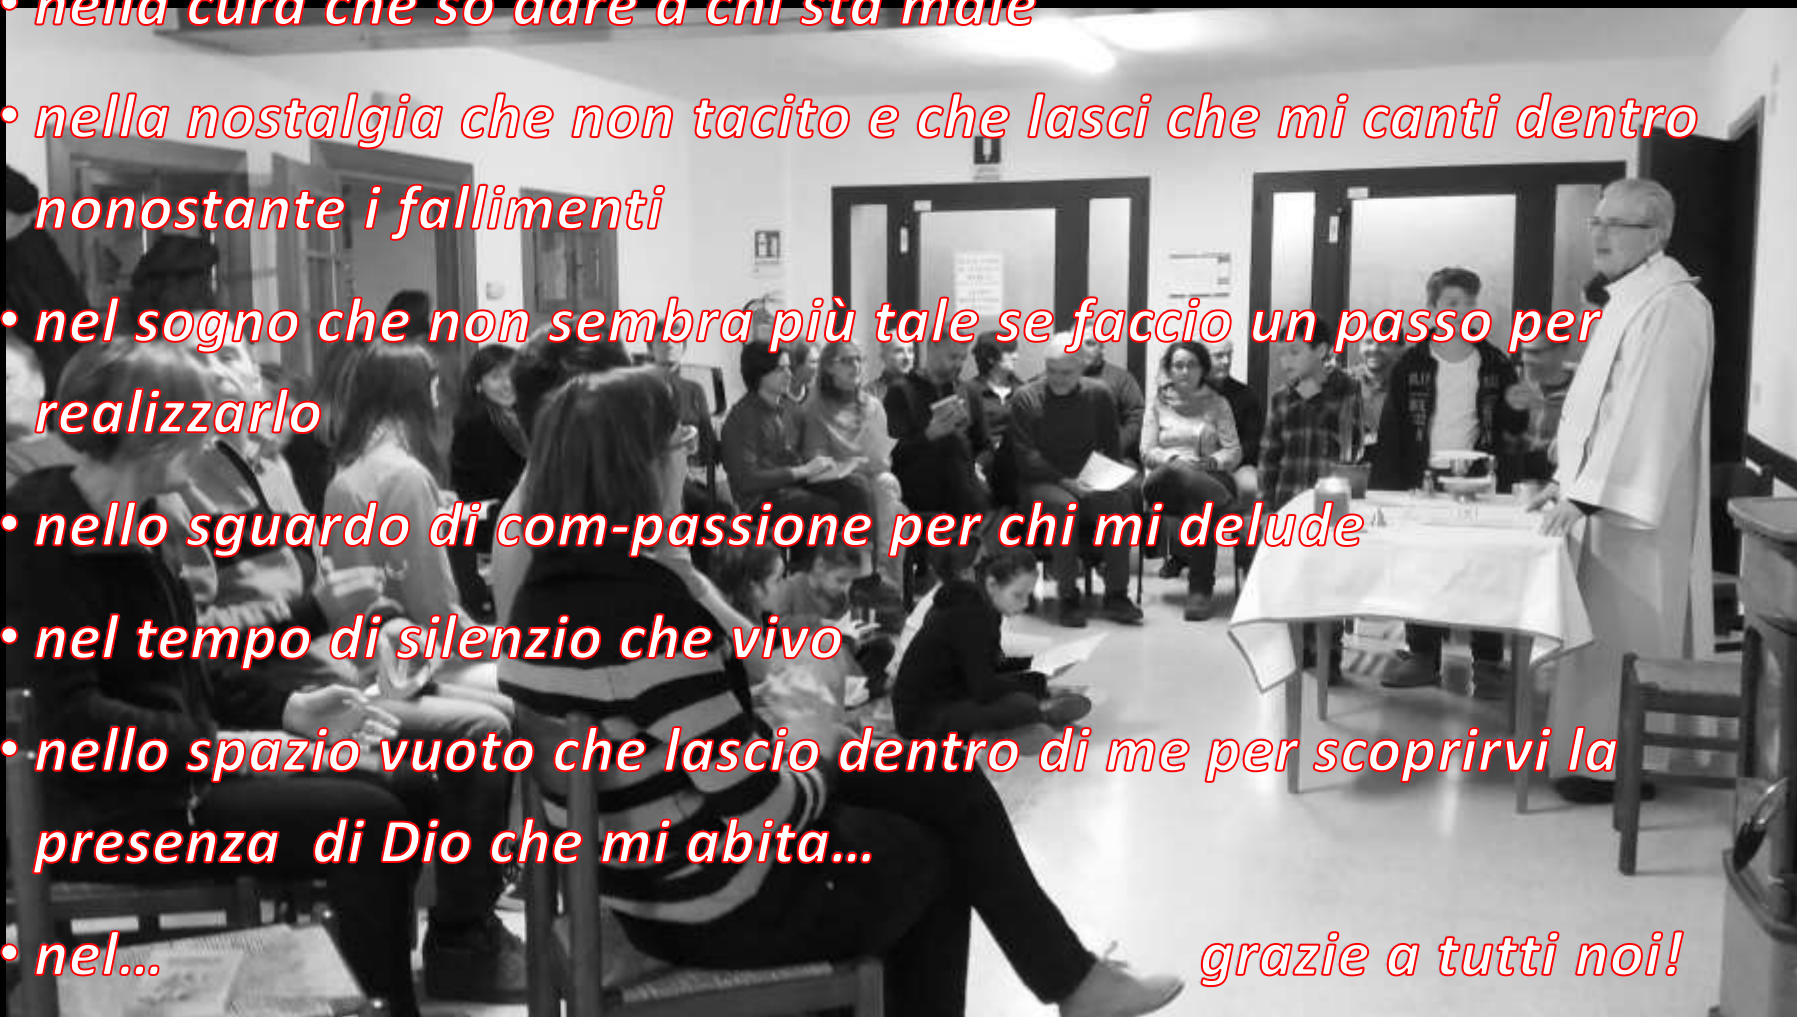 • nella cura che so dare a chi sta male
• nella nostalgia che non tacito e che lasci che mi canti dentro
nonostante i fallimenti
• nel sogno che non sembra più tale se faccio un passo per
realizzarlo
• nello sguardo di com-passione per chi mi delude
• nel tempo di silenzio che vivo
• nello spazio vuoto che lascio dentro di me per scoprirvi la
presenza di Dio che mi abita...
• nel... grazie a tutti noi!